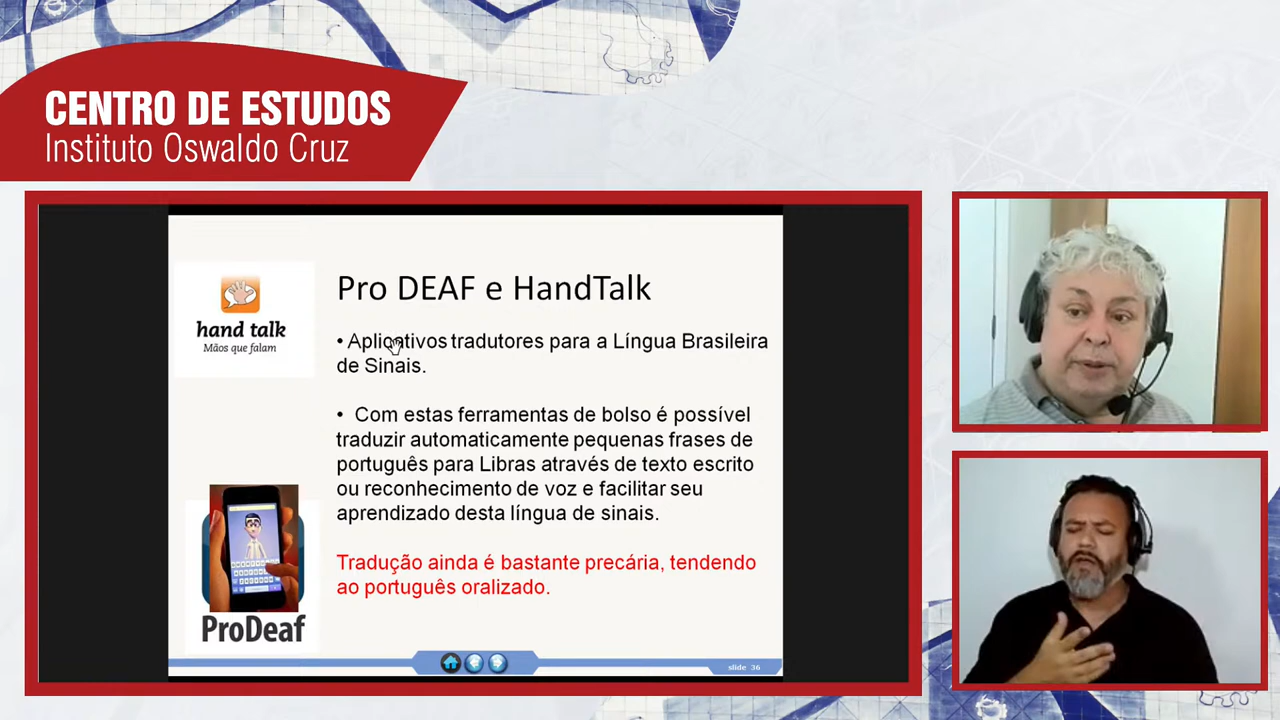 CENTRO DE ESTUDOS
Instituto Oswaldo Cruz
Pro DEAF e HandTalk
hand talk
Mãos que falam
• Aplicativos tradutores para a Língua Brasileira
de Sinais.
• Com estas ferramentas de bolso é possível
traduzir automaticamente pequenas frases de
português para Libras através de texto escrito
ou reconhecimento de voz e facilitar seu
aprendizado desta língua de sinais.
Tradução ainda é bastante precária, tendendo
ao português oralizado.
ProDeaf
slide 36